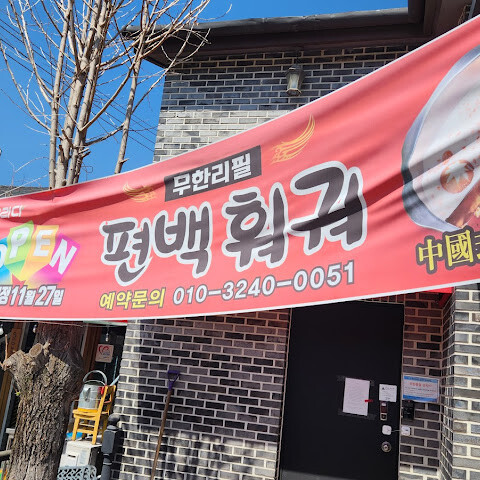 무한리필
OPEN
편백 훠궈
11월 27일
예약문의 010-3240-0051
中國